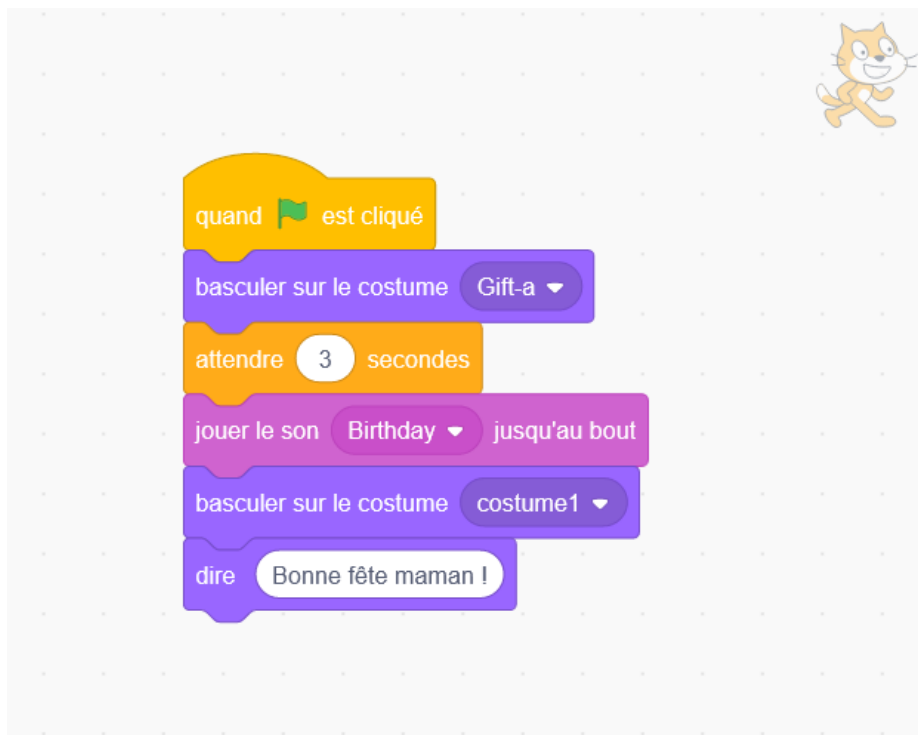 quand est cliqué
basculer sur le costume Gift-a
attendre 3 secondes
jouer le son Birthday jusqu'au bout
basculer sur le costume costume1
dire Bonne fête maman !